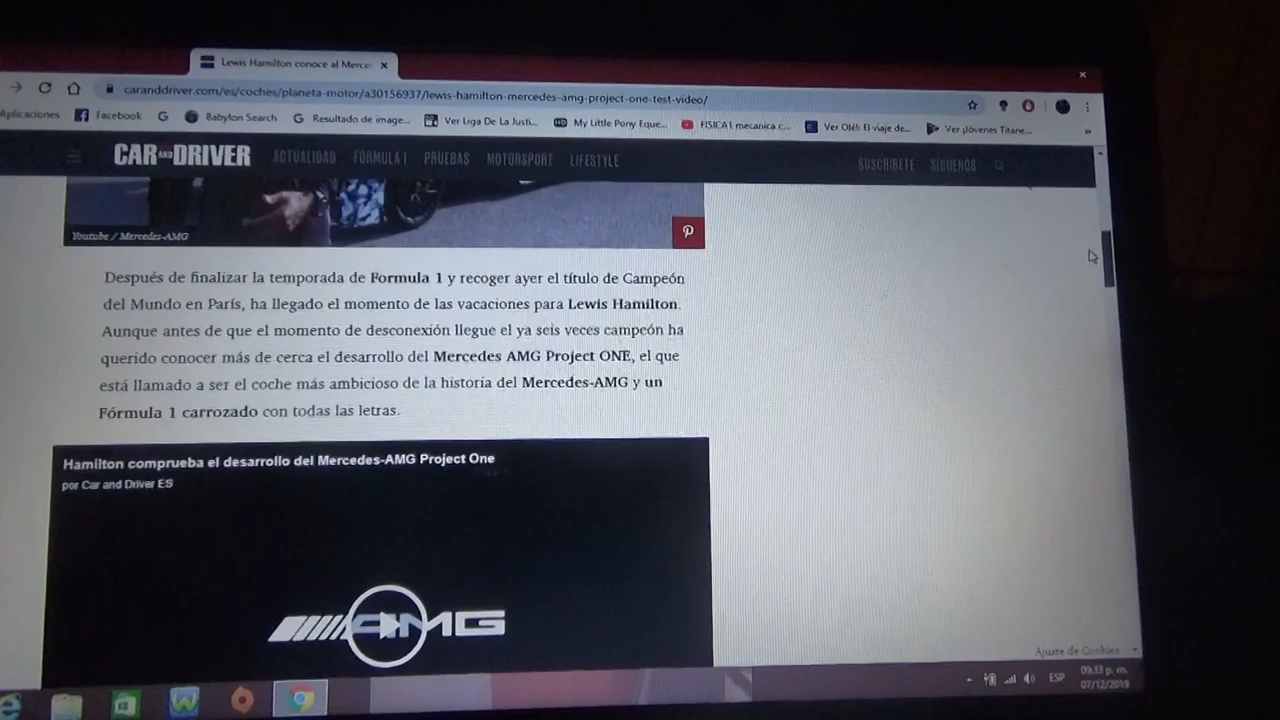 Lewis Hamilton conoce al Merce
caranddriver.com/es/coches/planeta-motor/a30156937/lewis-hamilton-mercedes-amg-project-one-test-video/
Aplicaciones Facebook Babylon Search Resultado de image... Ver Liga De La Justi... My Little Pony Eque... FISICA1 mecanica c... Ver Olé!: El viaje de... Ver ¡Jóvenes Titane...
CAR AND DRIVER ACTUALIDAD FÓRMULA 1 PRUEBAS MOTORSPORT LIFESTYLE SUSCRÍBETE SÍGUENOS
Youtube / Mercedes-AMG
Después de finalizar la temporada de Formula 1 y recoger ayer el título de Campeón
del Mundo en París, ha llegado el momento de las vacaciones para Lewis Hamilton.
Aunque antes de que el momento de desconexión llegue el ya seis veces campeón ha
querido conocer más de cerca el desarrollo del Mercedes AMG Project ONE, el que
está llamado a ser el coche más ambicioso de la historia del Mercedes-AMG y un
Fórmula 1 carrozado con todas las letras.
Hamilton comprueba el desarrollo del Mercedes-AMG Project One
por Car and Driver ES
AMG
Ajuste de Cookies
ESP 09:33 p. m.
07/12/2019